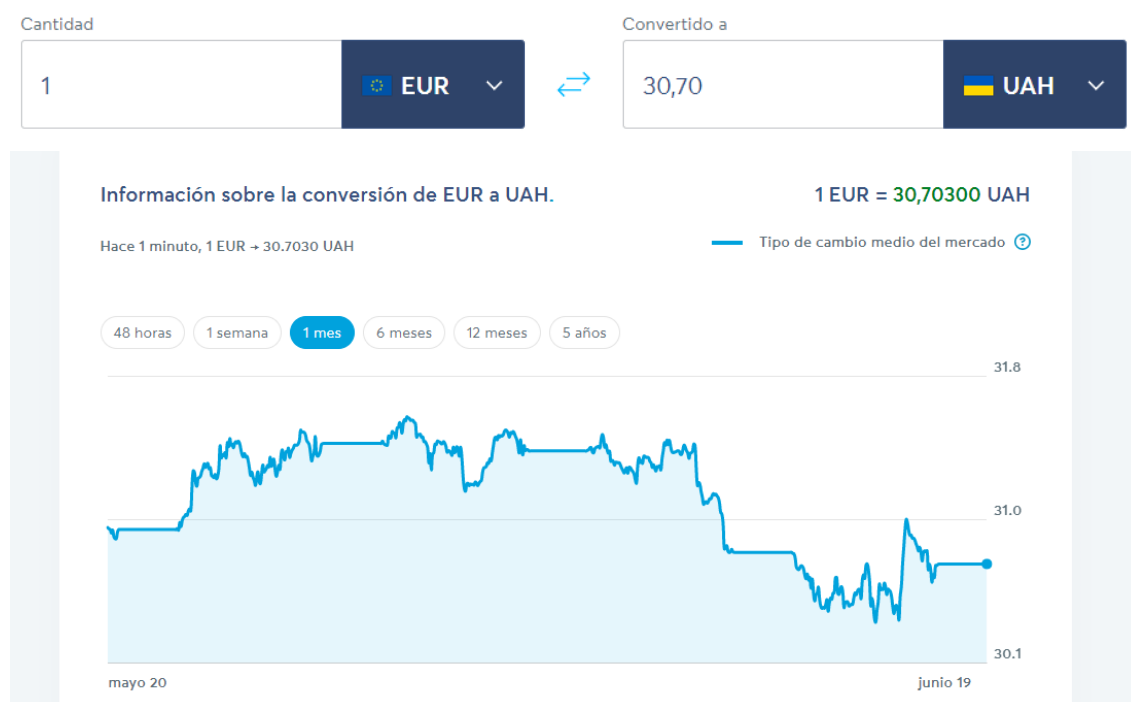 Cantidad
Convertido a
1
EUR
30,70
UAH
Información sobre la conversión de EUR a UAH.
1 EUR = 30,70300 UAH
Hace 1 minuto, 1 EUR → 30.7030 UAH
Tipo de cambio medio del mercado ?
48 horas
1 semana
1 mes
6 meses
12 meses
5 años
31.8
31.0
30.1
mayo 20
junio 19